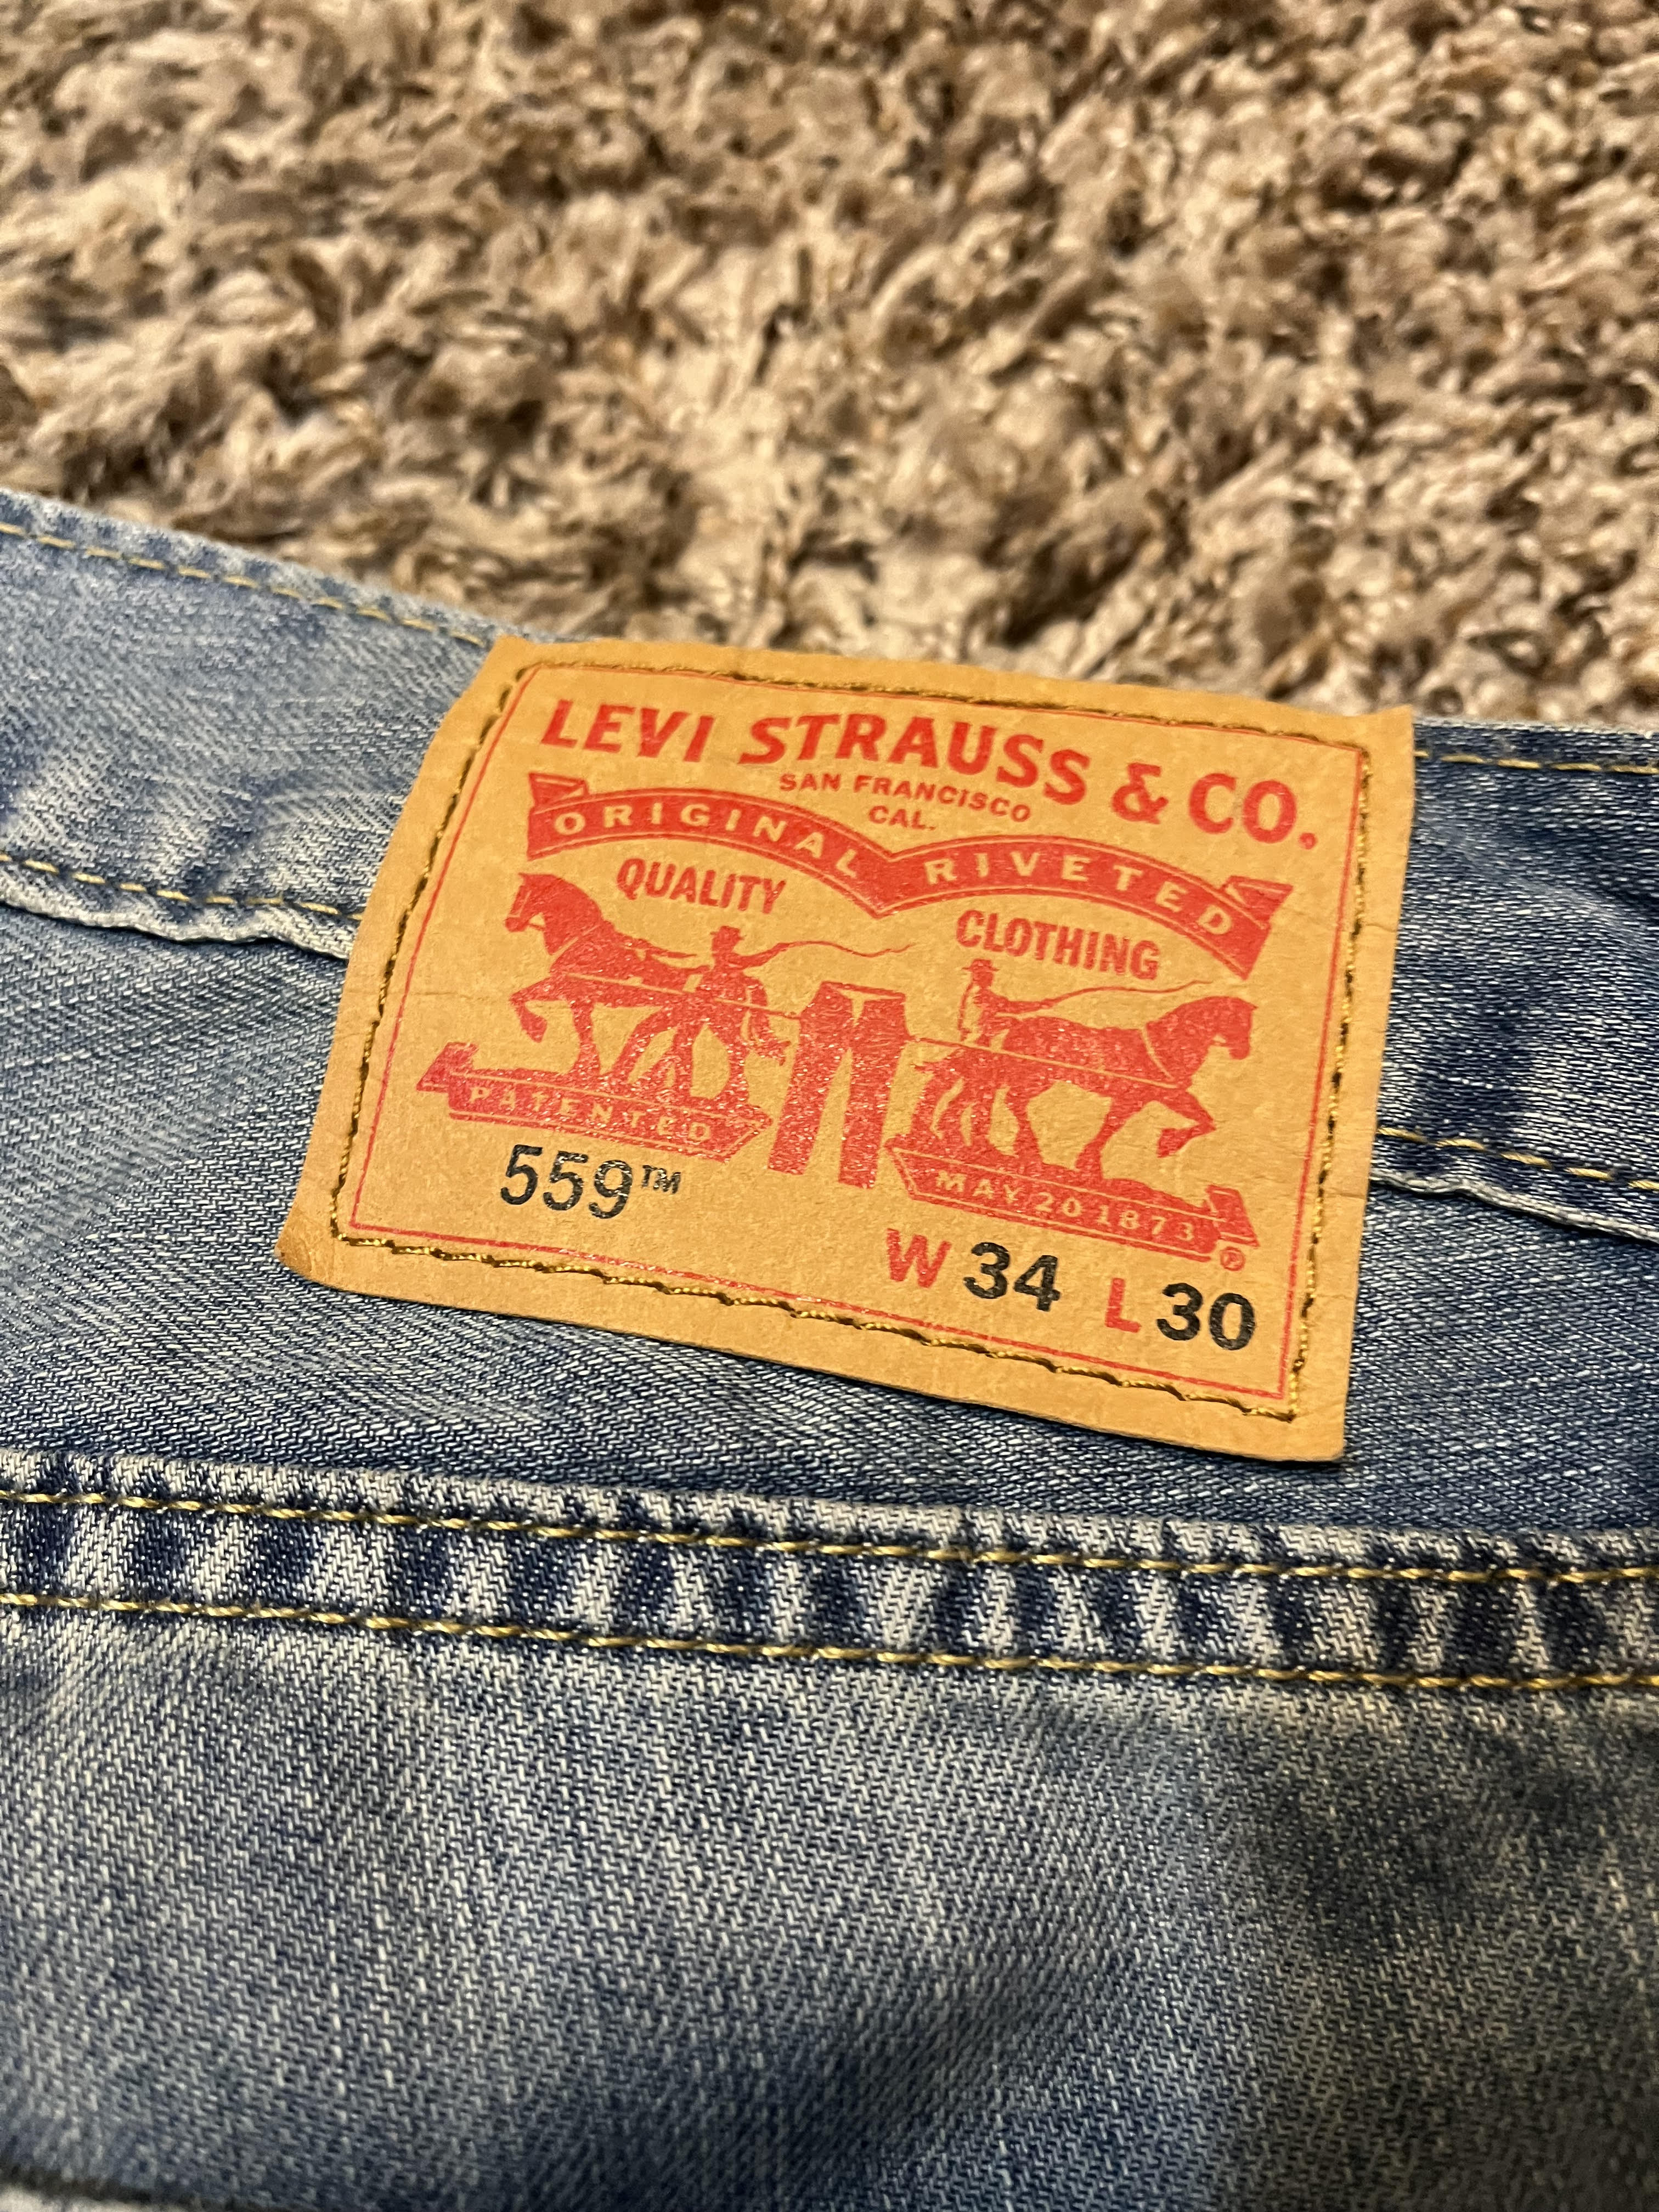 LEVI STRAUSS & CO.
SAN FRANCISCO
CAL.
ORIGINAL RIVETED
QUALITY CLOTHING
PATENTED
MAY 20 1873 ®
559™
W 34 L 30